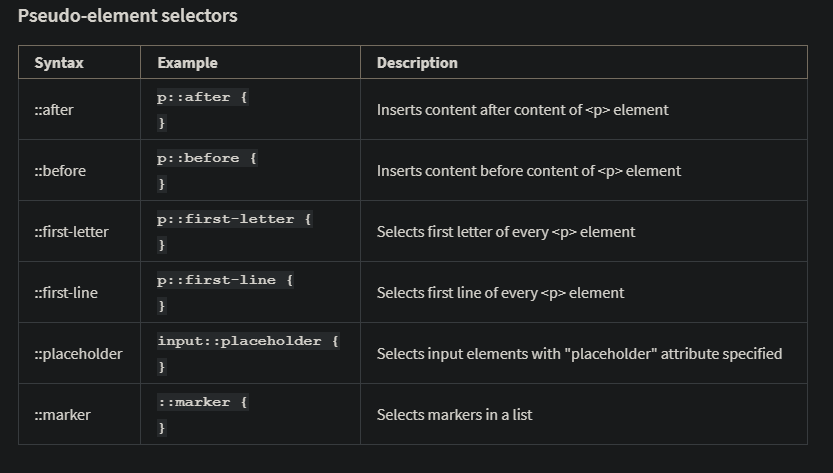 Pseudo-element selectors
Syntax Example Description
::after p::after { Inserts content after content of <p> element
}
::before p::before { Inserts content before content of <p> element
}
::first-letter p::first-letter { Selects first letter of every <p> element
}
::first-line p::first-line { Selects first line of every <p> element
}
::placeholder input::placeholder { Selects input elements with "placeholder" attribute specified
}
::marker ::marker { Selects markers in a list
}